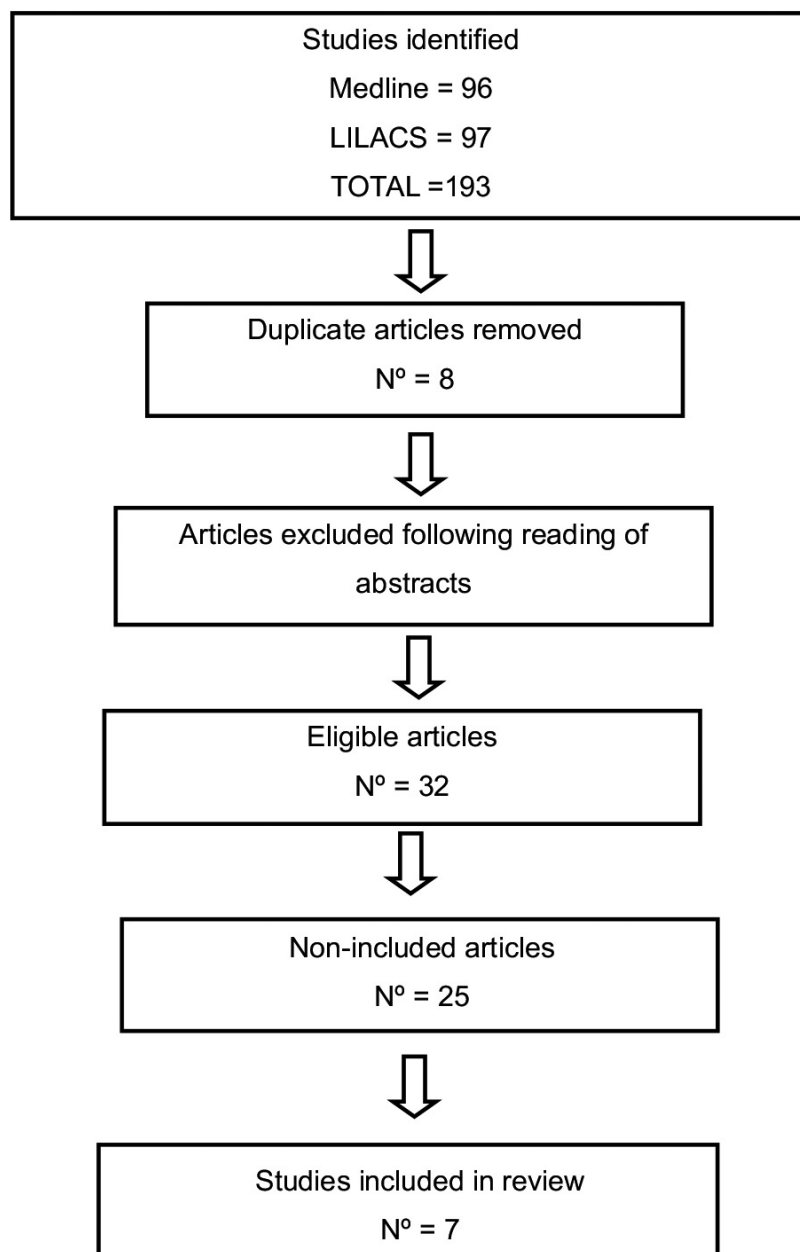 Studies identified
Medline = 96
LILACS = 97
TOTAL =193
Duplicate articles removed
Nº = 8
Articles excluded following reading of
abstracts
Eligible articles
Nº = 32
Non-included articles
Nº = 25
Studies included in review
Nº = 7